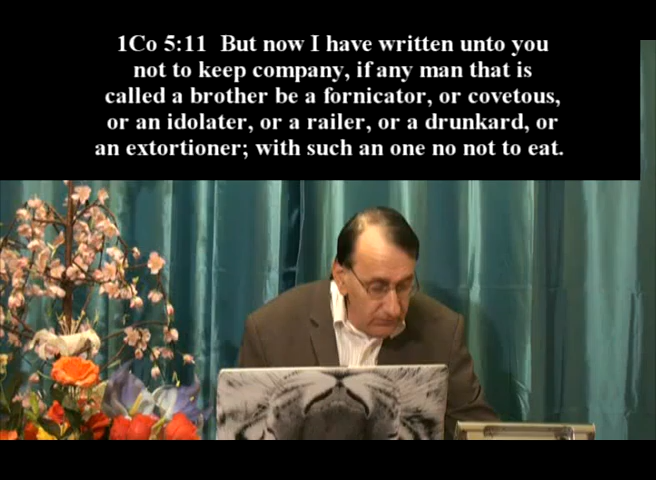 1Co 5:11 But now I have written unto you
not to keep company, if any man that is
called a brother be a fornicator, or covetous,
or an idolater, or a railer, or a drunkard, or
an extortioner; with such an one no not to eat.